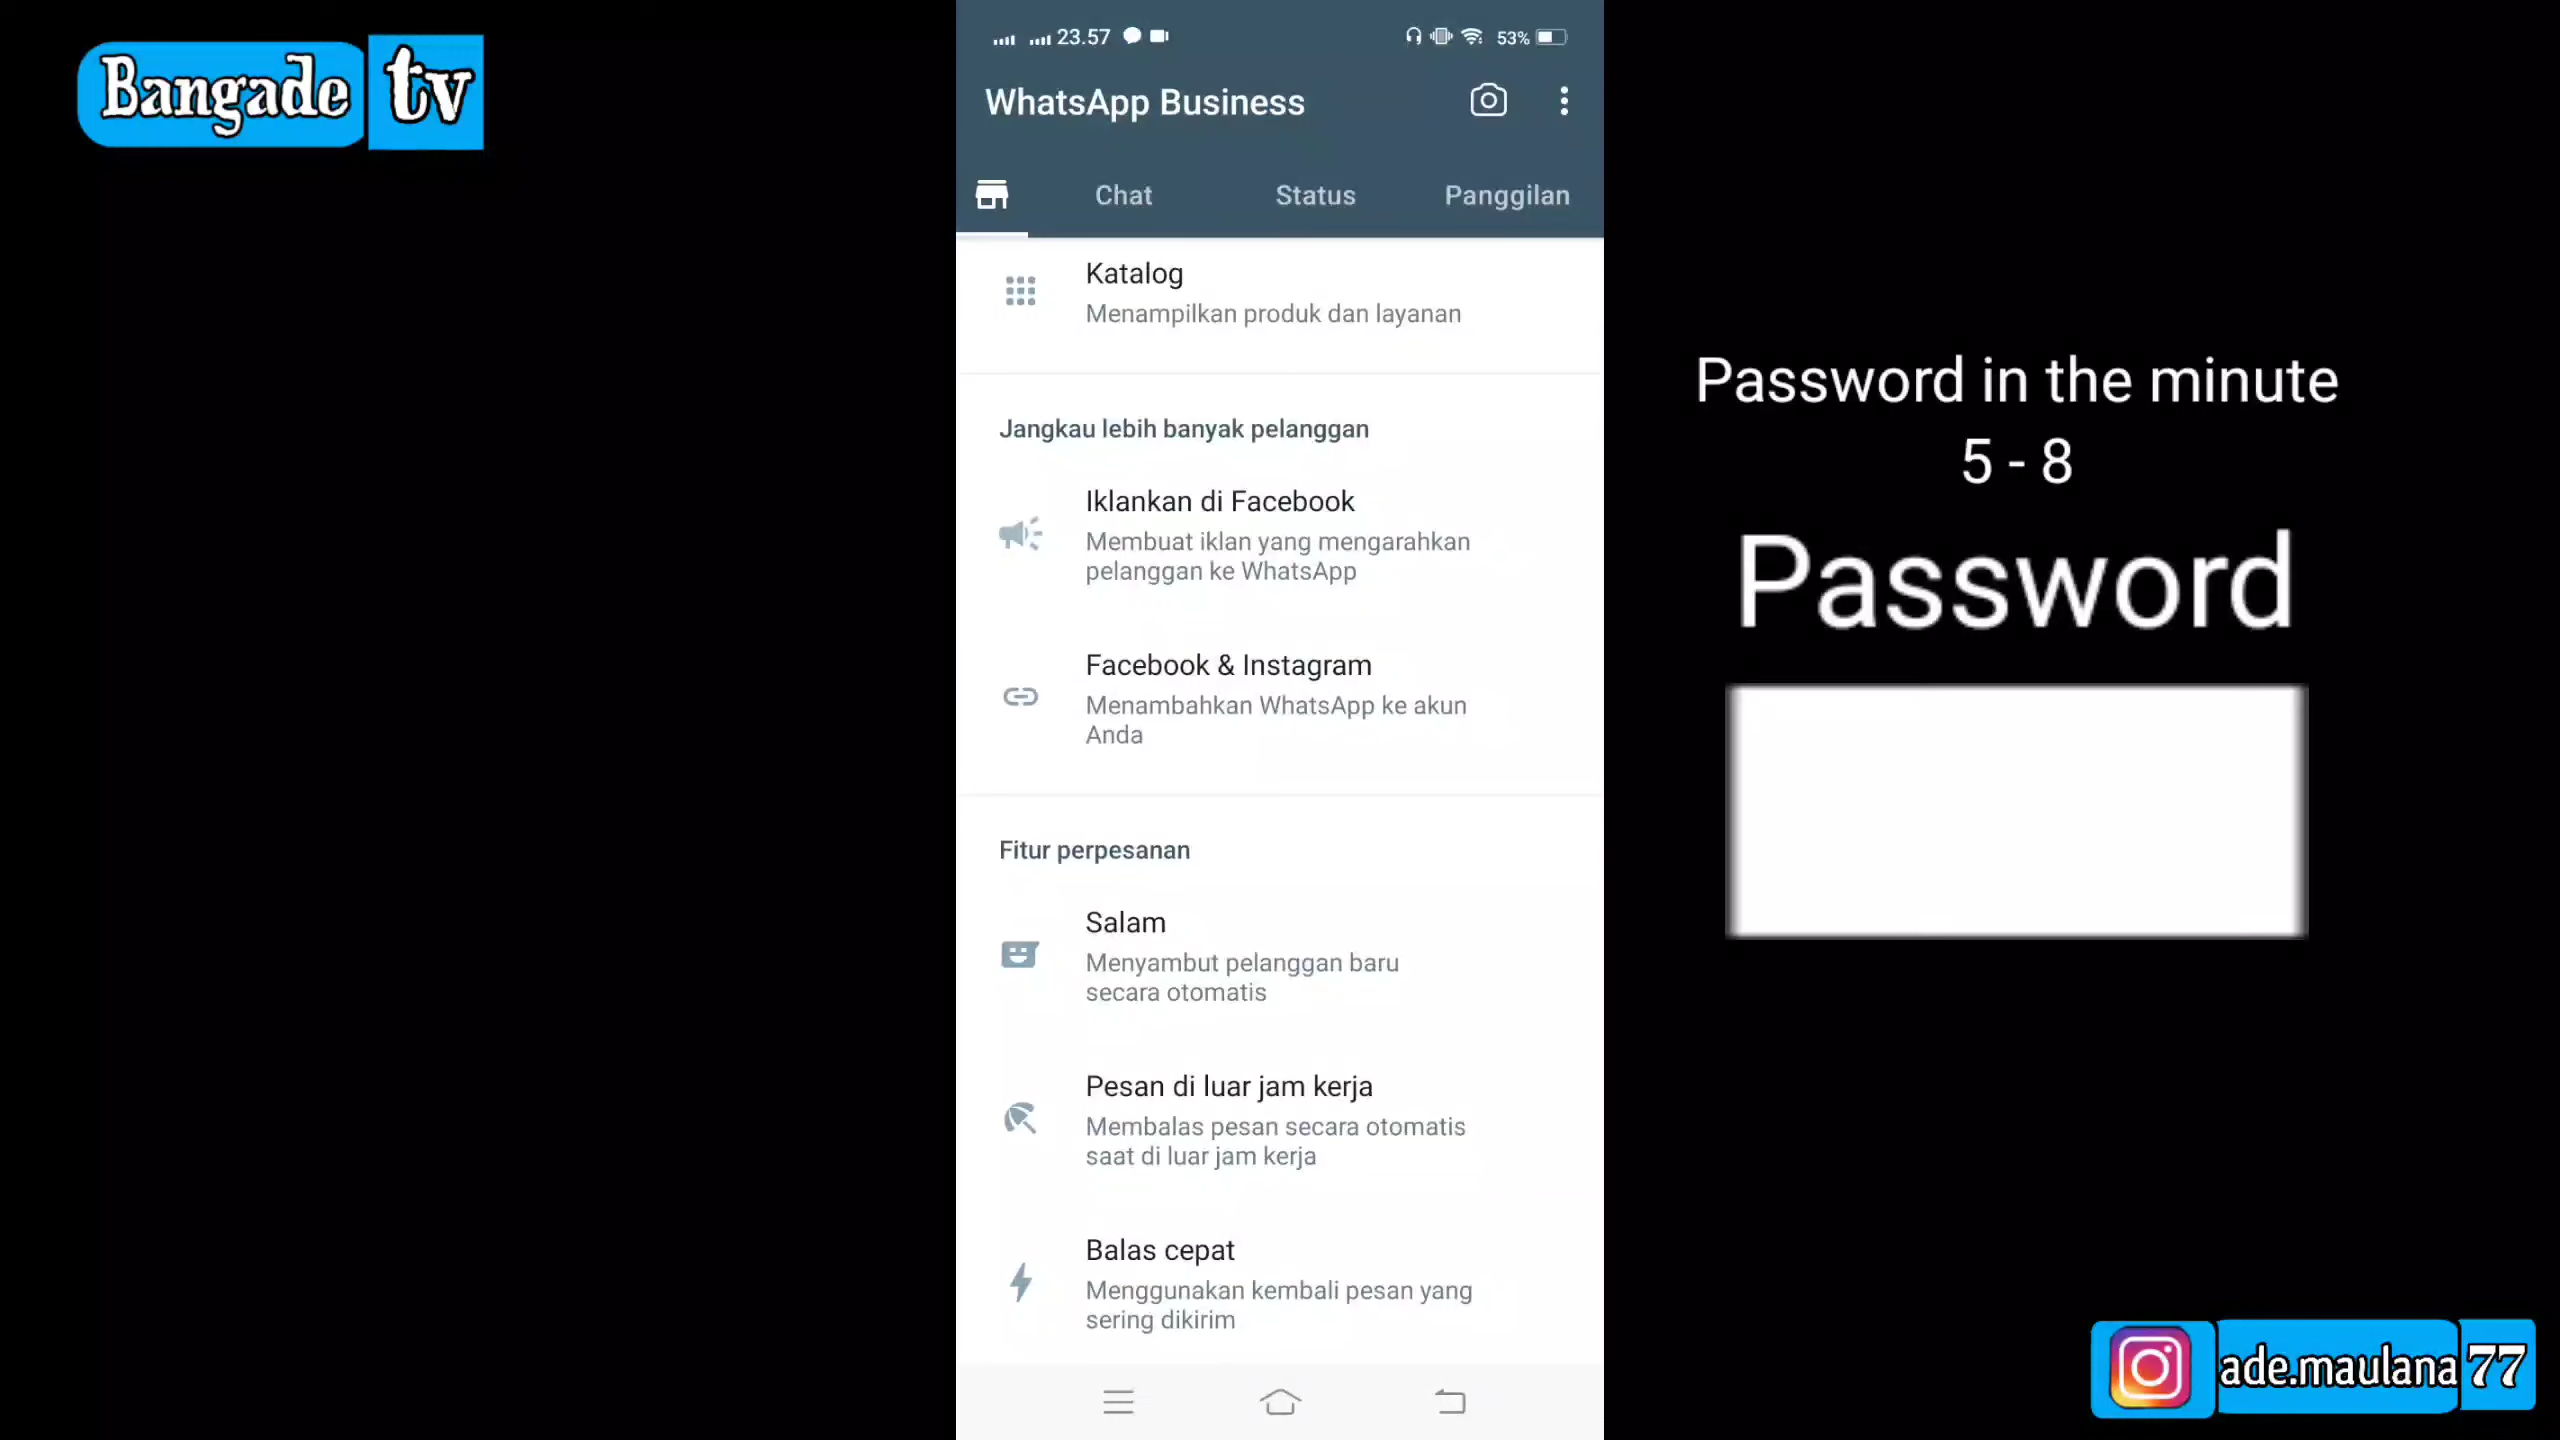 Bangade tv
23.57
53%
WhatsApp Business
Chat
Status
Panggilan
Katalog
Menampilkan produk dan layanan
Jangkau lebih banyak pelanggan
Iklankan di Facebook
Membuat iklan yang mengarahkan
pelanggan ke WhatsApp
Facebook & Instagram
Menambahkan WhatsApp ke akun
Anda
Fitur perpesanan
Salam
Menyambut pelanggan baru
secara otomatis
Pesan di luar jam kerja
Membalas pesan secara otomatis
saat di luar jam kerja
Balas cepat
Menggunakan kembali pesan yang
sering dikirim
Password in the minute
5 - 8
Password
ade.maulana 77